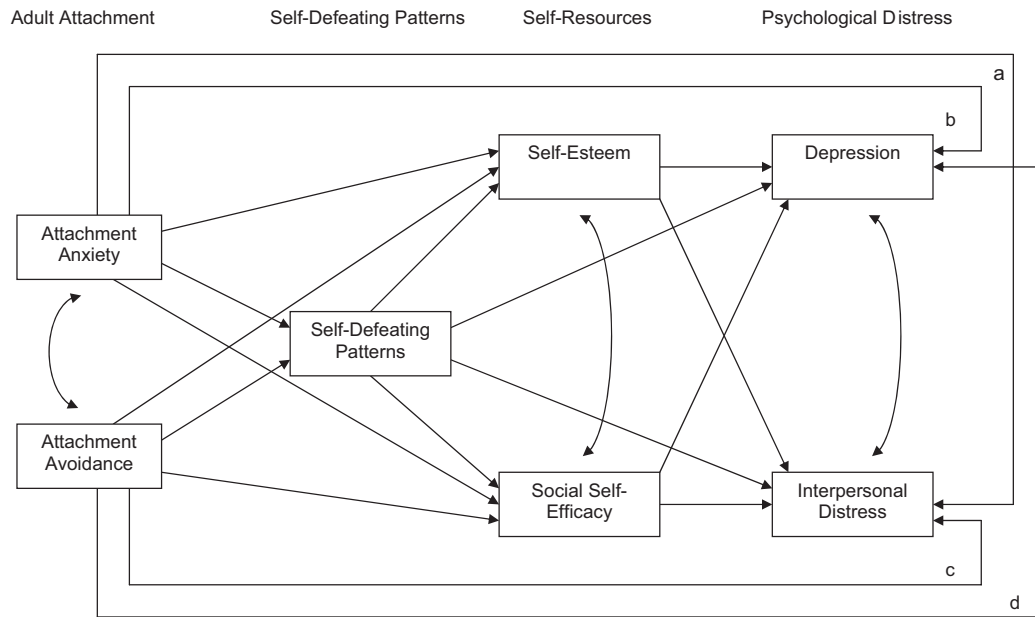 Adult Attachment
Self-Defeating Patterns
Self-Resources
Psychological Distress
a
b
Self-Esteem
Depression
Attachment
Anxiety
Self-Defeating
Patterns
Attachment
Avoidance
Social Self-
Efficacy
Interpersonal
Distress
c
d